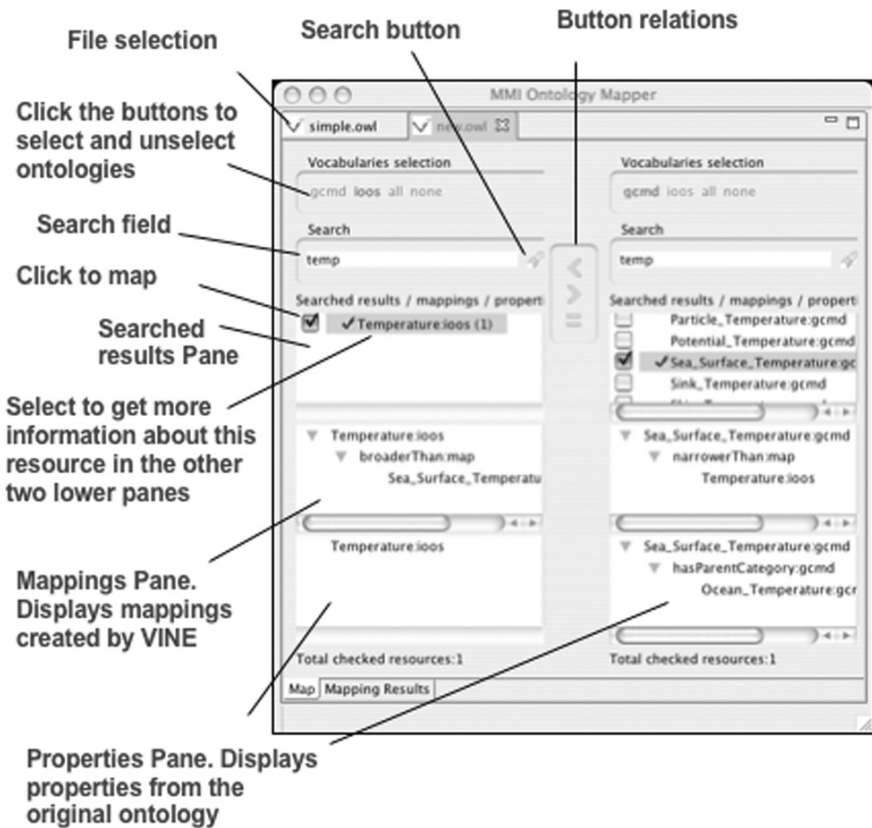 File selection
Search button
Button relations
Click the buttons to
select and unselect
ontologies
Search field
Click to map
Searched
results Pane
Select to get more
information about this
resource in the other
two lower panes
Mappings Pane.
Displays mappings
created by VINE
Properties Pane. Displays
properties from the
original ontology
MMI Ontology Mapper
simple.owl
new.owl
Vocabularies selection
gcmd ioos all none
Search
temp
Searched results / mappings / properti
Temperature:ioos (1)
Temperature:ioos
broaderThan:map
Sea_Surface_Temperatu
Temperature:ioos
Total checked resources:1
Vocabularies selection
gcmd ioos all none
Search
temp
Searched results / mappings / properti
Particle_Temperature:gcmd
Potential_Temperature:gcmd
Sea_Surface_Temperature:gc
Sink_Temperature:gcmd
Sea_Surface_Temperature:gcmd
narrowerThan:map
Temperature:ioos
Sea_Surface_Temperature:gcmd
hasParentCategory:gcmd
Ocean_Temperature:gcr
Total checked resources:1
Map
Mapping Results